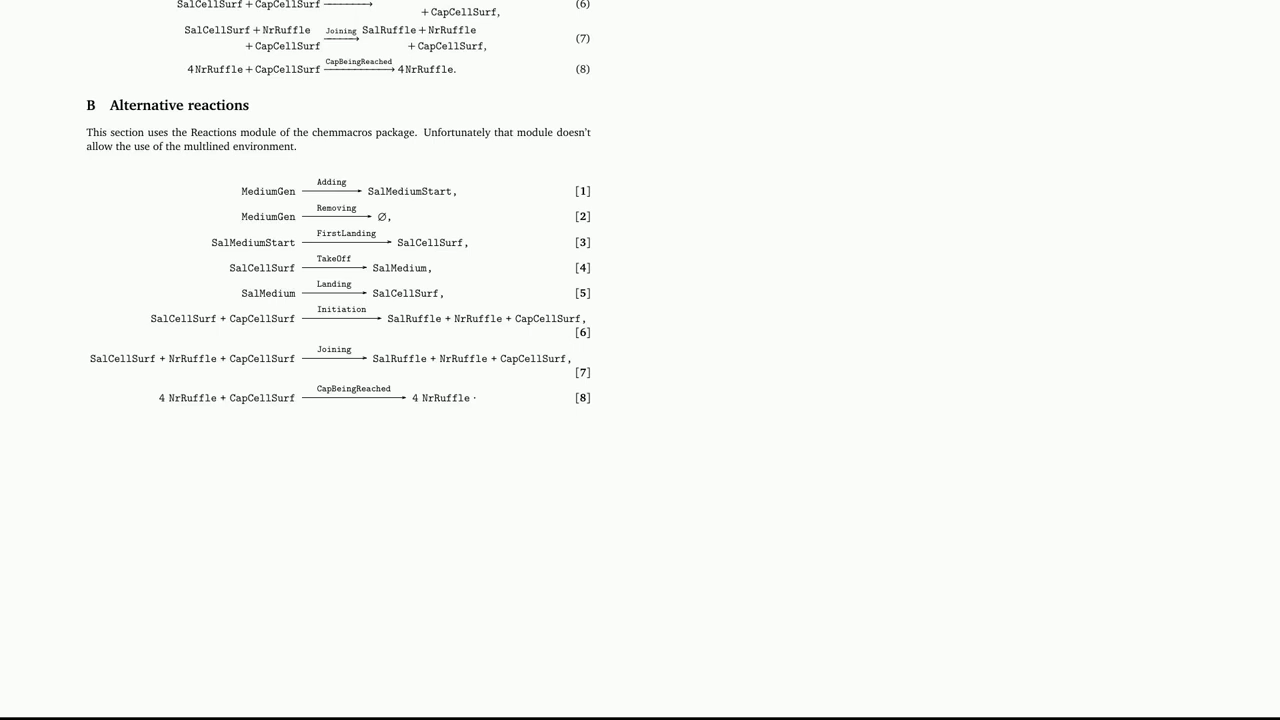 SalCellSurf + CapCellSurf ⟶
+ CapCellSurf, (6)
Joining
SalCellSurf + NrRuffle ⟶ SalRuffle + NrRuffle
+ CapCellSurf + CapCellSurf, (7)
CapBeingReached
4 NrRuffle + CapCellSurf ⟶ 4 NrRuffle. (8)
B Alternative reactions
This section uses the Reactions module of the chemmacros package. Unfortunately that module doesn't
allow the use of the multlined environment.
Adding
MediumGen ⟶ SalMediumStart, [1]
Removing
MediumGen ⟶ ∅, [2]
FirstLanding
SalMediumStart ⟶ SalCellSurf, [3]
TakeOff
SalCellSurf ⟶ SalMedium, [4]
Landing
SalMedium ⟶ SalCellSurf, [5]
Initiation
SalCellSurf + CapCellSurf ⟶ SalRuffle + NrRuffle + CapCellSurf,
[6]
Joining
SalCellSurf + NrRuffle + CapCellSurf ⟶ SalRuffle + NrRuffle + CapCellSurf,
[7]
CapBeingReached
4 NrRuffle + CapCellSurf ⟶ 4 NrRuffle · [8]